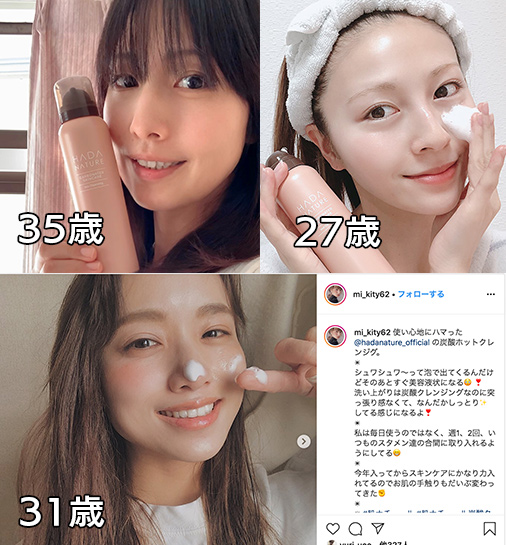 HADA
NATURE
35歳
HADA
27歳
31歳
mi_kity62 • フォローする
mi_kity62 使い心地にハマった
@hadanature_official の炭酸ホットクレ
ンジング。
シュワシュワ〜って泡で出てくるんだけ
どそのあとすぐ美容液状になる😂❣️
洗い上がりは炭酸クレンジングなのに突
っ張り感なくて、なんだかしっとり✨
してる感じになるよ❣️
私は毎日使うのではなく、週1、2回、い
つものスタメン達の合間に取り入れるよ
うにしてる😄
今年入ってからスキンケアにかなり力入
れてるのでお肌の手触りもだいぶ変わっ
てきた✊